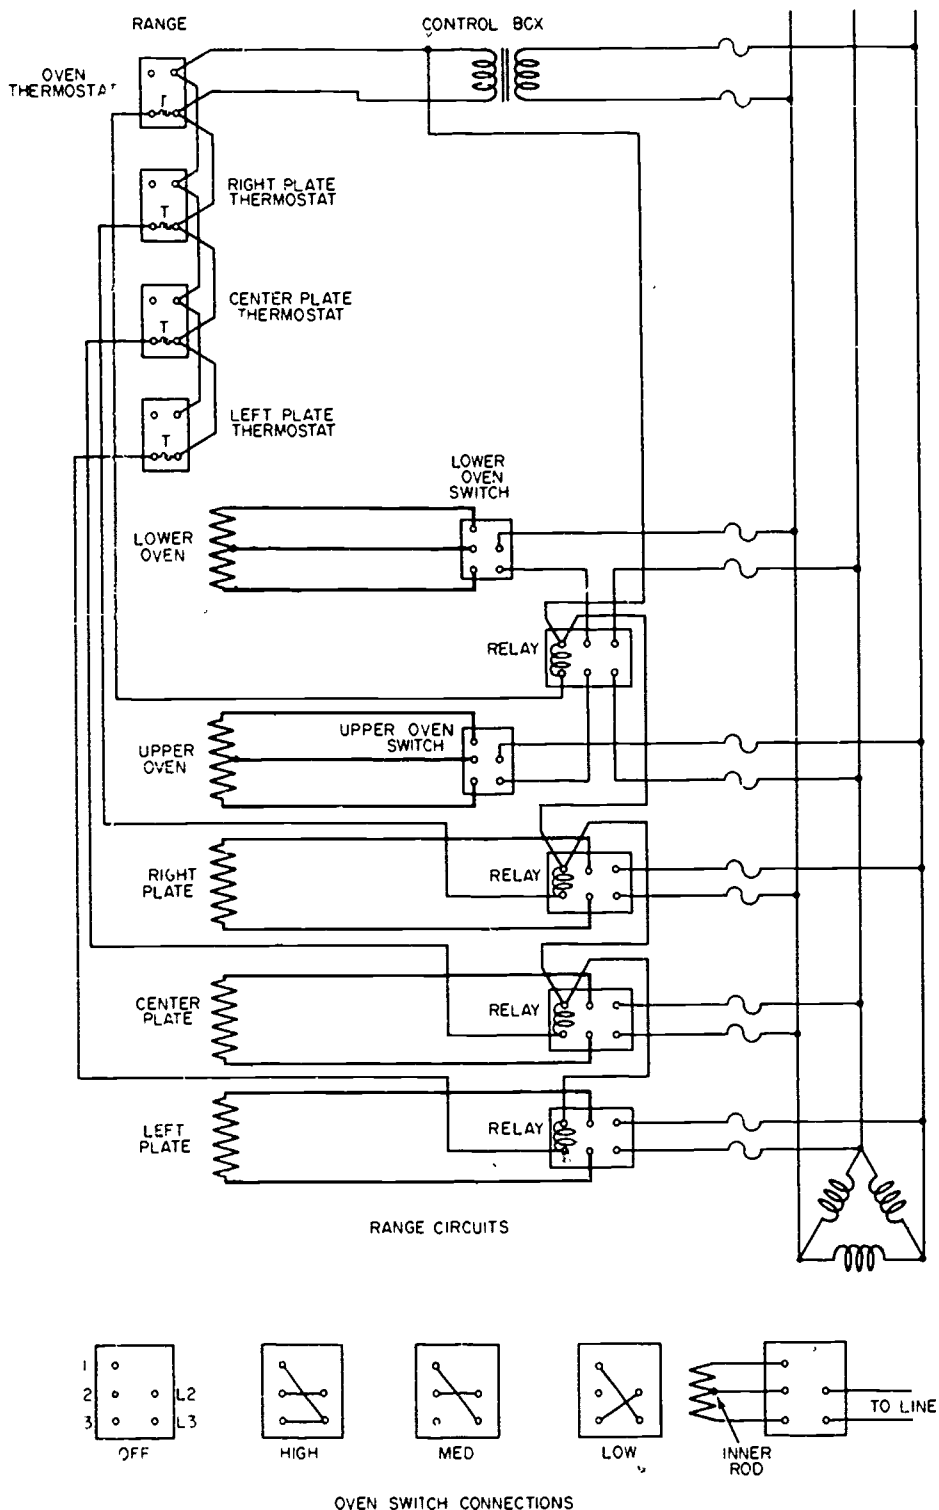 RANGE
CONTROL BOX
OVEN
THERMOSTAT
T
RIGHT PLATE
THERMOSTAT
T
CENTER PLATE
THERMOSTAT
T
LEFT PLATE
THERMOSTAT
T
LOWER
OVEN
SWITCH
LOWER
OVEN
RELAY
UPPER OVEN
SWITCH
UPPER
OVEN
RIGHT
PLATE
RELAY
CENTER
PLATE
RELAY
LEFT
PLATE
RELAY
RANGE CIRCUITS
1
2 L2
3 L3
OFF
HIGH
MED
LOW
INNER
ROD
TO LINE
OVEN SWITCH CONNECTIONS